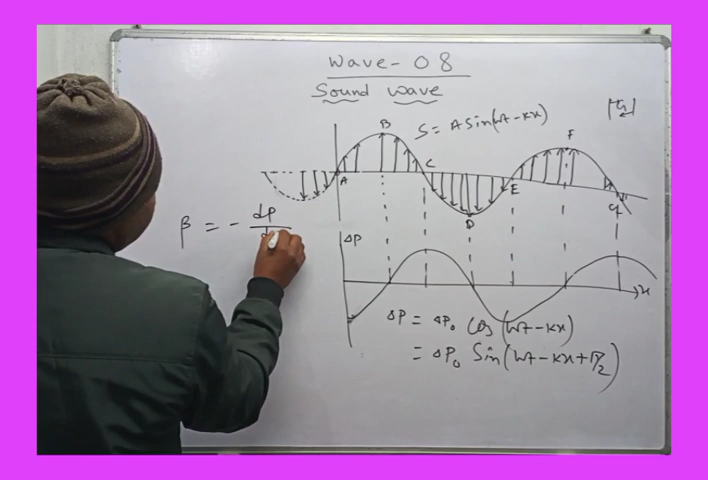 Wave - 08
Sound wave
S = A Sin(ωt - kx)
B
F
A
C
E
G
D
β = - dP
ΔP
x
ΔP = ΔP₀ Cos (ωt - kx)
= ΔP₀ Sin (ωt - kx + π/2)